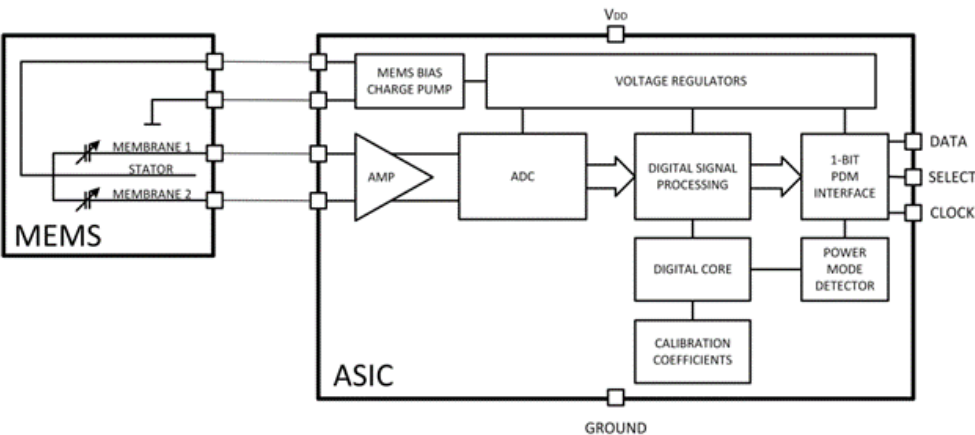 VDD
MEMS BIAS
CHARGE PUMP
VOLTAGE REGULATORS
MEMBRANE 1
STATOR
MEMBRANE 2
MEMS
AMP
ADC
DIGITAL SIGNAL
PROCESSING
1-BIT
PDM
INTERFACE
DATA
SELECT
CLOCK
DIGITAL CORE
POWER
MODE
DETECTOR
CALIBRATION
COEFFICIENTS
ASIC
GROUND